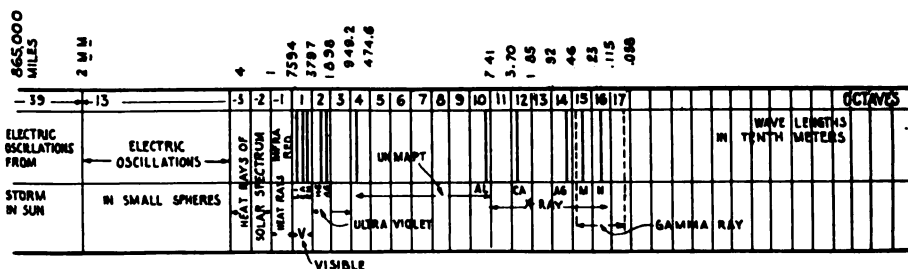 865,000
MILES
2 MM
4
1
7594
3797
1898
949.2
474.6
7 41
3.70
1 85
.92
.46
.23
.115
.058
-39 -13 -3 -2 -1 1 2 3 4 5 6 7 8 9 10 11 12 13 14 15 16 17 OCTAVES
ELECTRIC
OSCILLATIONS
FROM
ELECTRIC
OSCILLATIONS
HEAT RAYS OF
SOLAR SPECTRUM
INFRA RED
HEAT RAYS
WAVE LENGTHS
IN TENTH METERS
UNMAPT
STORM
IN SUN
IN SMALL SPHERES
AL
CA
AG
M
N
X RAY
ULTRA VIOLET
GAMMA RAY
V
VISIBLE